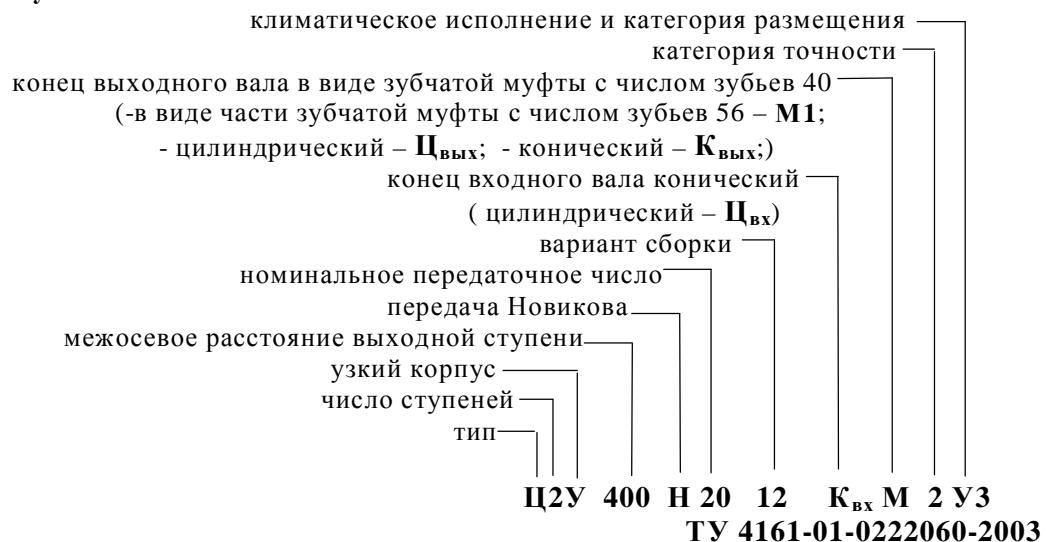 климатическое исполнение и категория размещения
категория точности
конец выходного вала в виде зубчатой муфты с числом зубьев 40
(-в виде части зубчатой муфты с числом зубьев 56 – М1;
- цилиндрический – Цвых; - конический – Квых;)
конец входного вала конический
( цилиндрический – Цвх)
вариант сборки
номинальное передаточное число
передача Новикова
межосевое расстояние выходной ступени
узкий корпус
число ступеней
тип
Ц2У 400 Н 20 12 Квх М 2 У3
ТУ 4161-01-0222060-2003